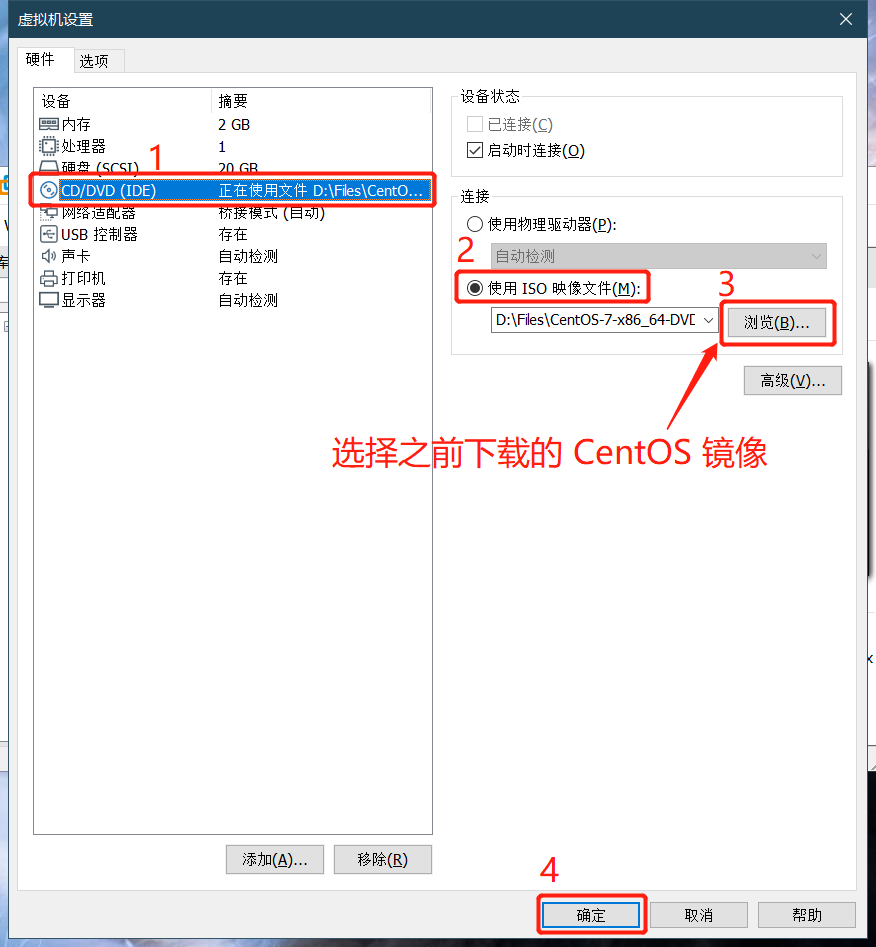 虚拟机设置
硬件 选项
设备 摘要
内存 2 GB
处理器 1
1
硬盘 (SCSI) 20 GB
CD/DVD (IDE) 正在使用文件 D:\Files\CentO...
网络适配器 桥接模式 (自动)
USB 控制器 存在
声卡 自动检测
打印机 存在
显示器 自动检测
添加(A)... 移除(R)
设备状态
已连接(C)
启动时连接(O)
连接
使用物理驱动器(P):
2
自动检测
使用 ISO 映像文件(M):
3
D:\Files\CentOS-7-x86_64-DVD 浏览(B)...
高级(V)...
选择之前下载的 CentOS 镜像
4
确定 取消 帮助